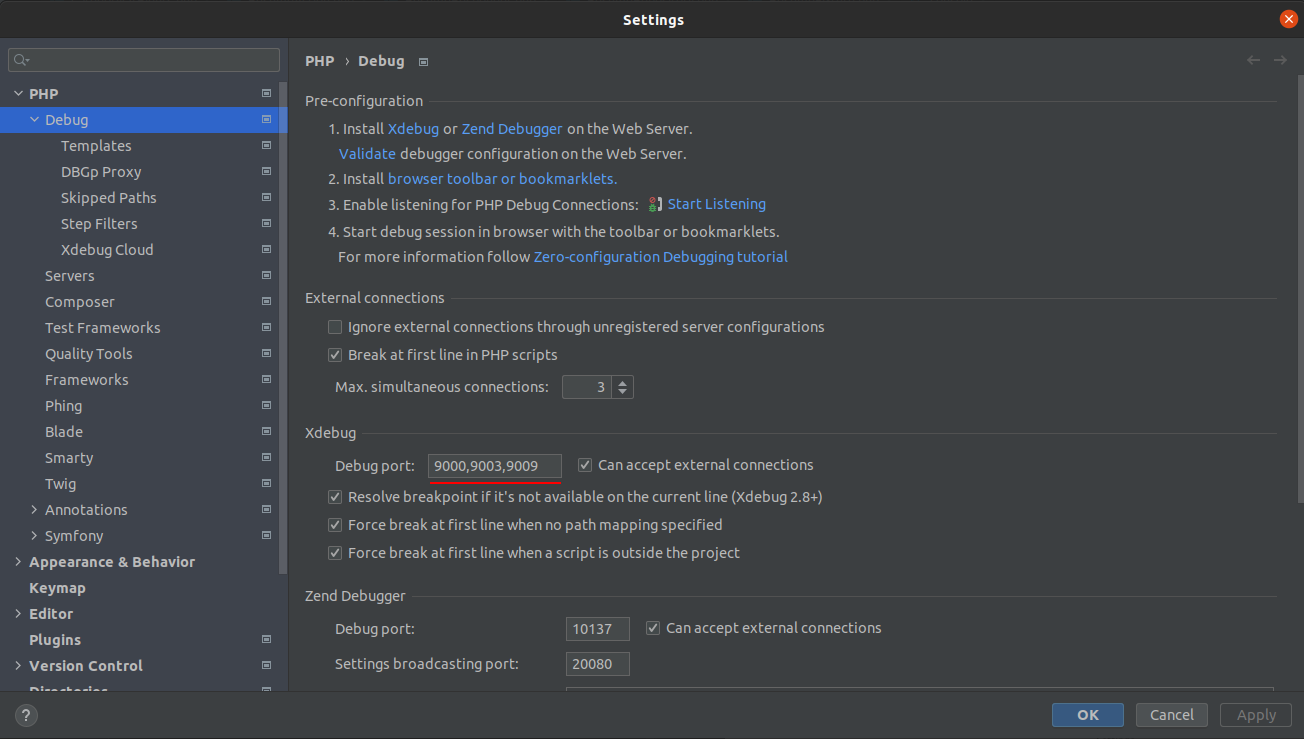 Settings
PHP
Debug
Templates
DBGp Proxy
Skipped Paths
Step Filters
Xdebug Cloud
Servers
Composer
Test Frameworks
Quality Tools
Frameworks
Phing
Blade
Smarty
Twig
Annotations
Symfony
Appearance & Behavior
Keymap
Editor
Plugins
Version Control
Directories
PHP › Debug
Pre-configuration
1. Install Xdebug or Zend Debugger on the Web Server.
Validate debugger configuration on the Web Server.
2. Install browser toolbar or bookmarklets.
3. Enable listening for PHP Debug Connections: Start Listening
4. Start debug session in browser with the toolbar or bookmarklets.
For more information follow Zero-configuration Debugging tutorial
External connections
Ignore external connections through unregistered server configurations
Break at first line in PHP scripts
Max. simultaneous connections: 3
Xdebug
Debug port: 9000,9003,9009 Can accept external connections
Resolve breakpoint if it's not available on the current line (Xdebug 2.8+)
Force break at first line when no path mapping specified
Force break at first line when a script is outside the project
Zend Debugger
Debug port: 10137 Can accept external connections
Settings broadcasting port: 20080
? OK Cancel Apply